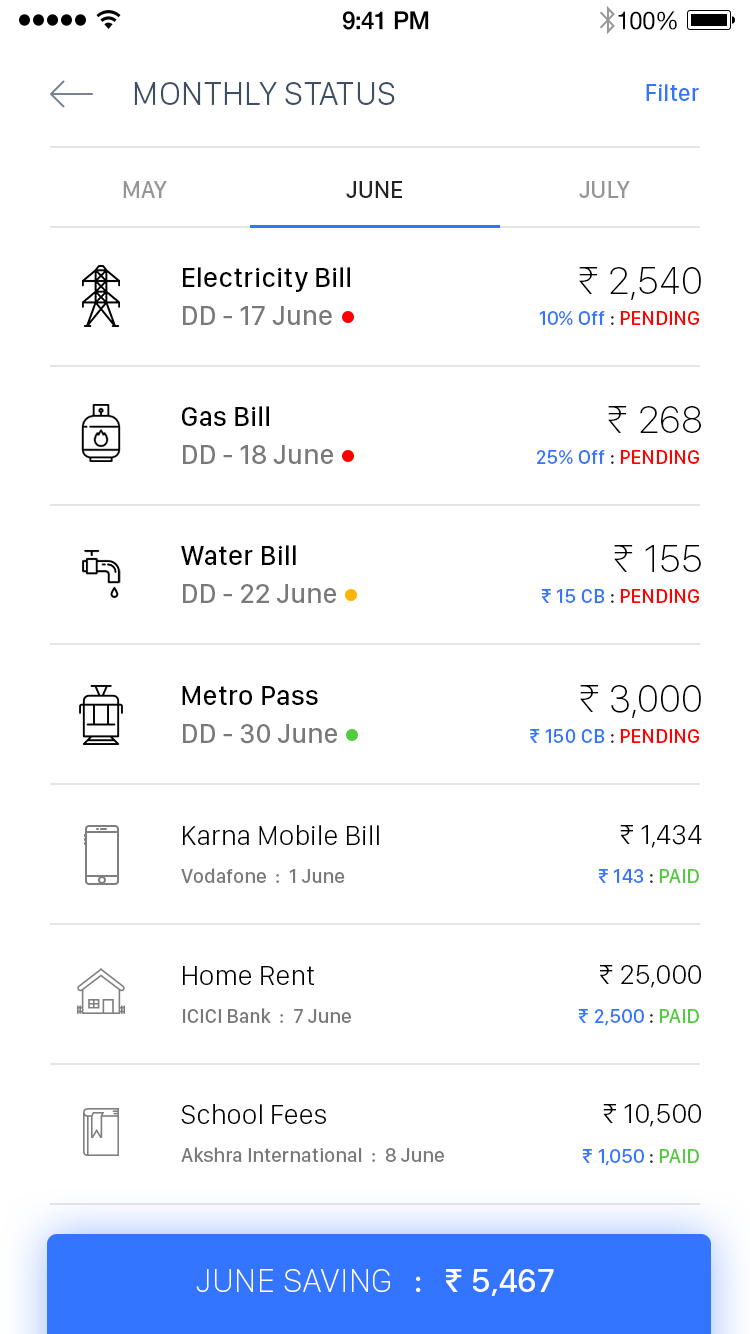 9:41 PM
100%
MONTHLY STATUS
Filter
MAY JUNE JULY
Electricity Bill ₹ 2,540
DD - 17 June 10% Off : PENDING
Gas Bill ₹ 268
DD - 18 June 25% Off : PENDING
Water Bill ₹ 155
DD - 22 June ₹ 15 CB : PENDING
Metro Pass ₹ 3,000
DD - 30 June ₹ 150 CB : PENDING
Karna Mobile Bill ₹ 1,434
Vodafone : 1 June ₹ 143 : PAID
Home Rent ₹ 25,000
ICICI Bank : 7 June ₹ 2,500 : PAID
School Fees ₹ 10,500
Akshra International : 8 June ₹ 1,050 : PAID
JUNE SAVING : ₹ 5,467